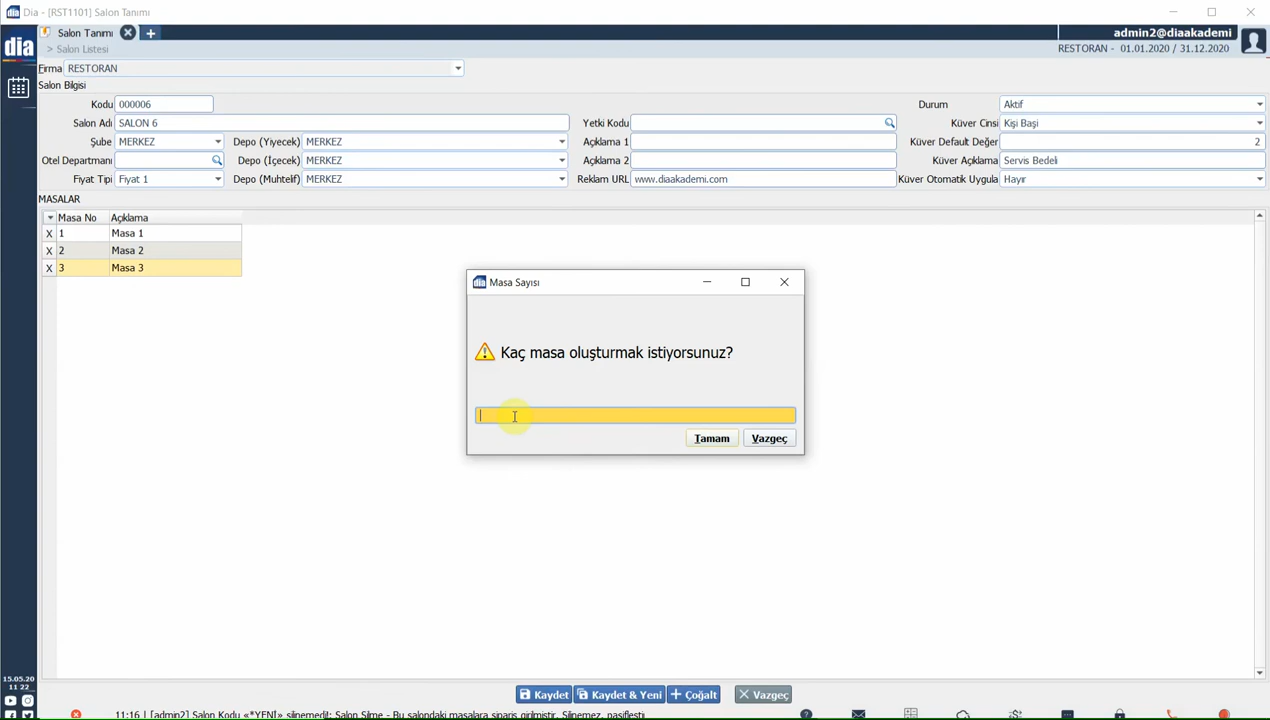 Dia - [RST1101] Salon Tanımı
dia
Salon Tanımı
admin2@diaakademi
> Salon Listesi
RESTORAN - 01.01.2020 / 31.12.2020
Firma RESTORAN
Salon Bilgisi
Kodu 000006
Durum Aktif
Salon Adı SALON 6
Yetki Kodu
Küver Cinsi Kişi Başı
Şube MERKEZ
Depo (Yiyecek) MERKEZ
Açıklama 1
Küver Default Değer 2
Otel Departmanı
Depo (İçecek) MERKEZ
Açıklama 2
Küver Açıklama Servis Bedeli
Fiyat Tipi Fiyat 1
Depo (Muhtelif) MERKEZ
Reklam URL www.diaakademi.com
Küver Otomatik Uygula Hayır
MASALAR
Masa No Açıklama
X 1 Masa 1
X 2 Masa 2
X 3 Masa 3
Masa Sayısı
Kaç masa oluşturmak istiyorsunuz?
Tamam Vazgeç
15.05.20
11 22
Kaydet Kaydet & Yeni Çoğalt Vazgeç
11:16 | [admin2] Salon Kodu «*YENİ» silinemedi!: Salon Silme - Bu salondaki masalara sipariş girilmiştir. Silinemez, pasifleştı